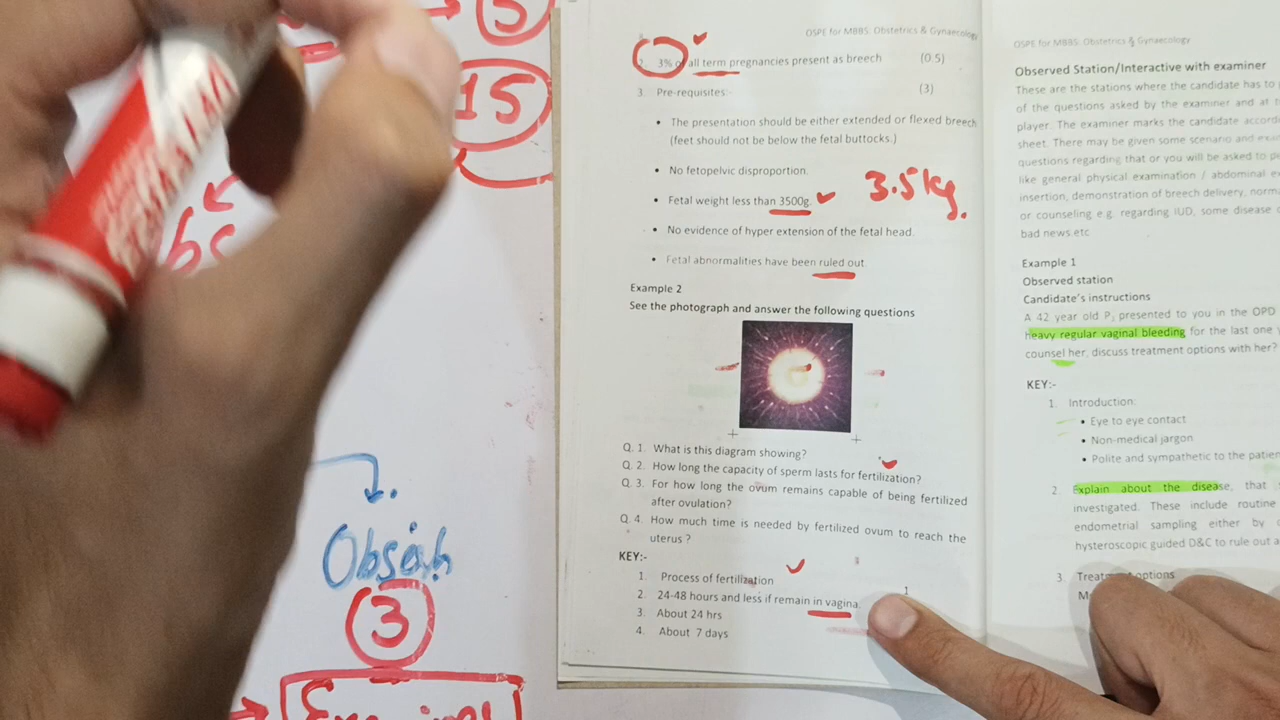 5
15
3
OSPE for MBBS: Obstetrics & Gynaecology
2. 3% of all term pregnancies present as breech (0.5)
3. Pre-requisites:- (3)
• The presentation should be either extended or flexed breech
(feet should not be below the fetal buttocks.)
• No fetopelvic disproportion.
• Fetal weight less than 3500g.
3.5kg.
• No evidence of hyper extension of the fetal head.
• Fetal abnormalities have been ruled out.
Example 2
See the photograph and answer the following questions
Q. 1. What is this diagram showing?
Q. 2. How long the capacity of sperm lasts for fertilization?
Q. 3. For how long the ovum remains capable of being fertilized
after ovulation?
Q. 4. How much time is needed by fertilized ovum to reach the
uterus ?
KEY:-
1. Process of fertilization
2. 24-48 hours and less if remain in vagina.
3. About 24 hrs
4. About 7 days
1
OSPE for MBBS: Obstetrics & Gynaecology
Observed Station/Interactive with examiner
These are the stations where the candidate has to
of the questions asked by the examiner and at
player. The examiner marks the candidate
sheet. There may be given some scenario and
questions regarding that or you will be asked to
like general physical examination / abdominal
insertion, demonstration of breech delivery,
or counseling e.g. regarding IUD, some disease
bad news.etc
Example 1
Observed station
Candidate's instructions
A 42 year old P, presented to you in the OPD
heavy regular vaginal bleeding for the last one
counsel her, discuss treatment options with her?
KEY:-
1. Introduction:
• Eye to eye contact
• Non-medical jargon
• Polite and sympathetic to the
2. Explain about the disease, that
investigated. These include routine
endometrial sampling either by
hysteroscopic guided D&C to rule out
3. Treatment options